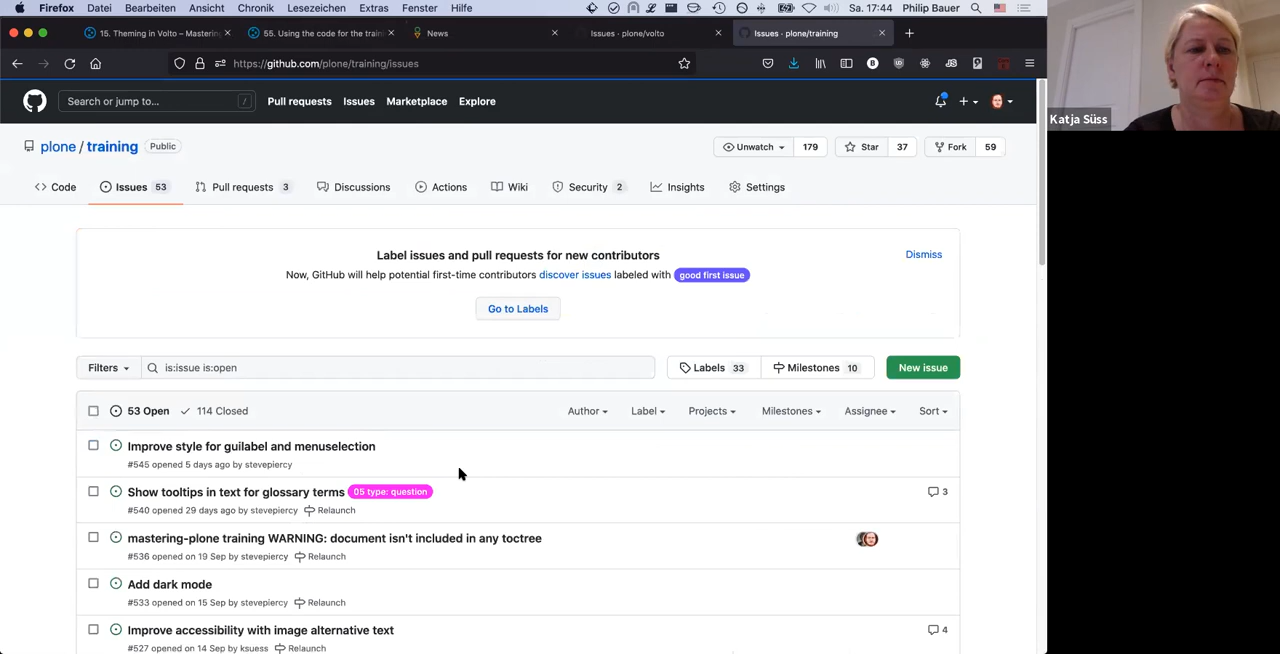 Firefox Datei Bearbeiten Ansicht Chronik Lesezeichen Extras Fenster Hilfe Sa. 17:44 Philip Bauer
15. Theming in Volto – Masterin 55. Using the code for the train News Issues · plone/volto Issues · plone/training
https://github.com/plone/training/issues
Search or jump to... / Pull requests Issues Marketplace Explore
plone / training Public Unwatch 179 Star 37 Fork 59
Code Issues 53 Pull requests 3 Discussions Actions Wiki Security 2 Insights Settings
Label issues and pull requests for new contributors Dismiss
Now, GitHub will help potential first-time contributors discover issues labeled with good first issue
Go to Labels
Filters is:issue is:open Labels 33 Milestones 10 New issue
53 Open 114 Closed Author Label Projects Milestones Assignee Sort
Improve style for guilabel and menuselection
#545 opened 5 days ago by stevepiercy
Show tooltips in text for glossary terms 05 type: question 3
#540 opened 29 days ago by stevepiercy Relaunch
mastering-plone training WARNING: document isn't included in any toctree
#536 opened on 19 Sep by stevepiercy Relaunch
Add dark mode
#533 opened on 15 Sep by stevepiercy Relaunch
Improve accessibility with image alternative text 4
#527 opened on 14 Sep by ksuess Relaunch
Katja Süss